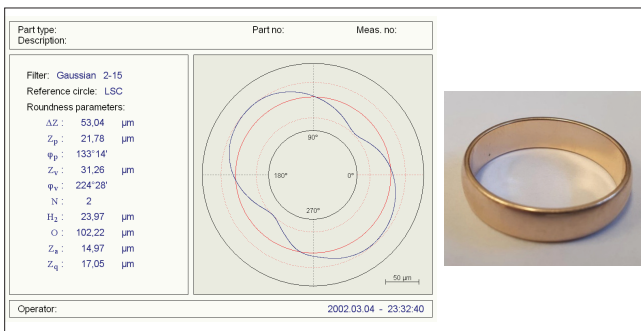 Part type: Part no: Meas. no:
Description:
Filter: Gaussian 2-15
Reference circle: LSC
Roundness parameters:
ΔZ : 53,04 µm
Zp : 21,78 µm
φp : 133°14'
Zv : 31,26 µm
φv : 224°28'
N : 2
H2 : 23,97 µm
O : 102,22 µm
Za : 14,97 µm
Zq : 17,05 µm
90°
180° 0°
270°
50 µm
Operator: 2002.03.04 - 23:32:40